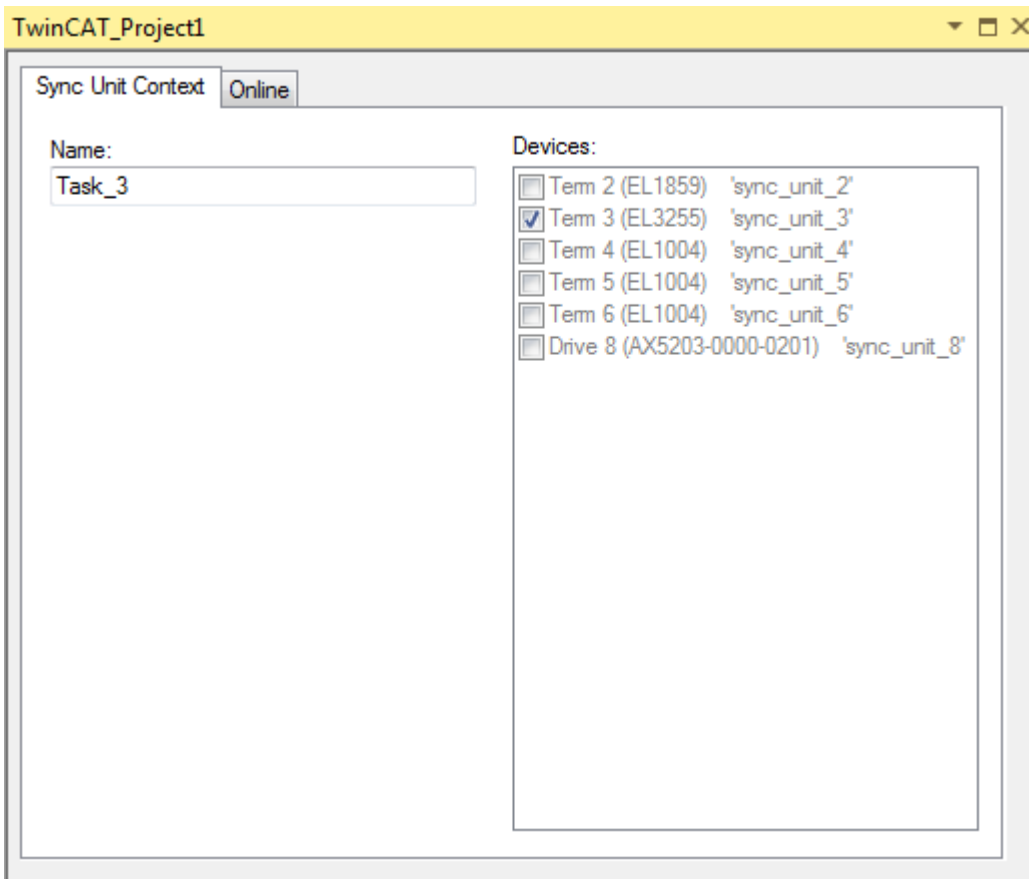 TwinCAT_Project1
Sync Unit Context
Online
Name:
Task_3
Devices:
Term 2 (EL1859) 'sync_unit_2'
Term 3 (EL3255) 'sync_unit_3'
Term 4 (EL1004) 'sync_unit_4'
Term 5 (EL1004) 'sync_unit_5'
Term 6 (EL1004) 'sync_unit_6'
Drive 8 (AX5203-0000-0201) 'sync_unit_8'